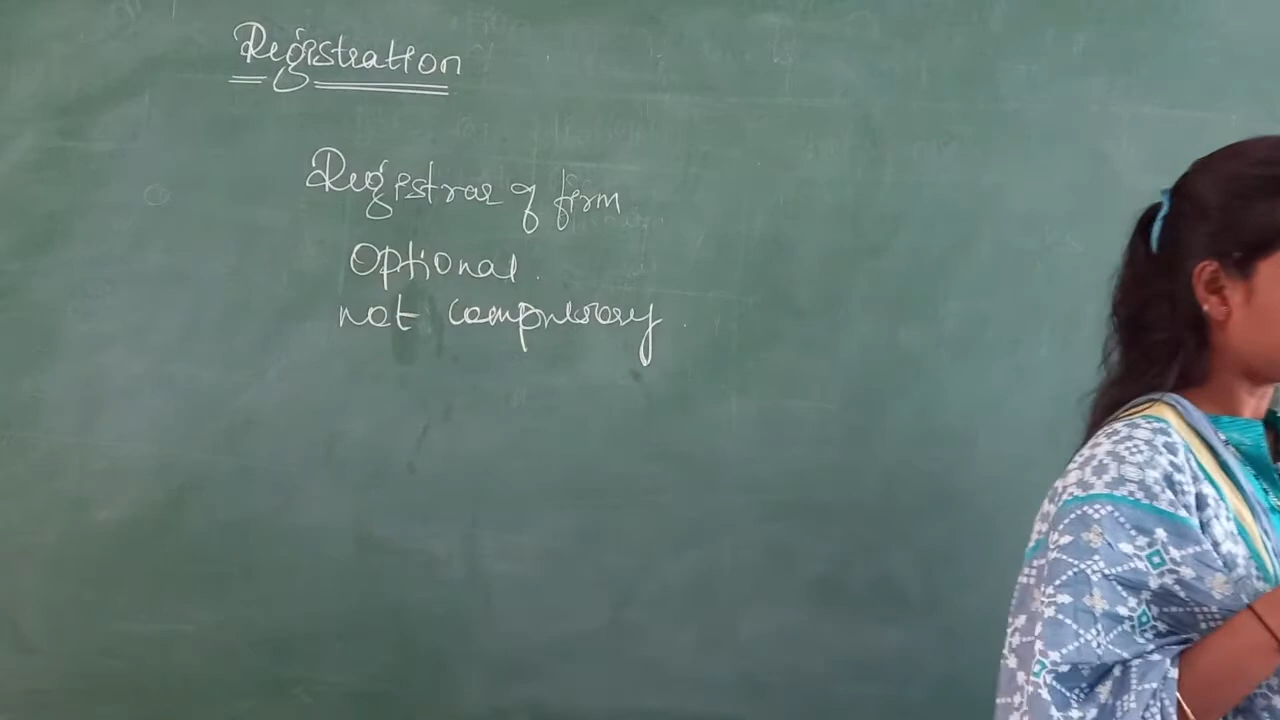 Registration
Registrar of firm
Optional.
not compulsory.